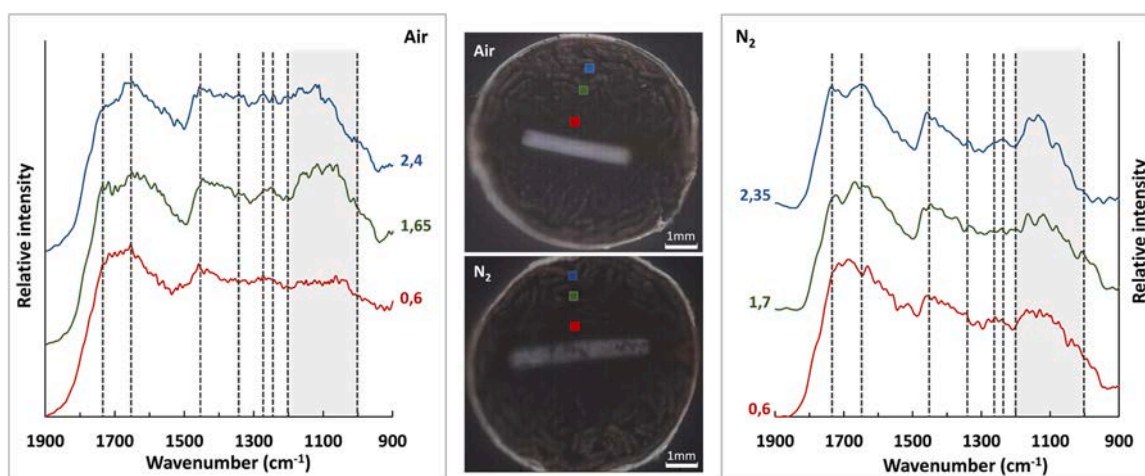 Air
Relative intensity
2,4
1,65
0,6
1900 1700 1500 1300 1100 900
Wavenumber (cm⁻¹)
Air
1mm
N₂
1mm
N₂
2,35
1,7
0,6
Relative intensity
1900 1700 1500 1300 1100 900
Wavenumber (cm⁻¹)